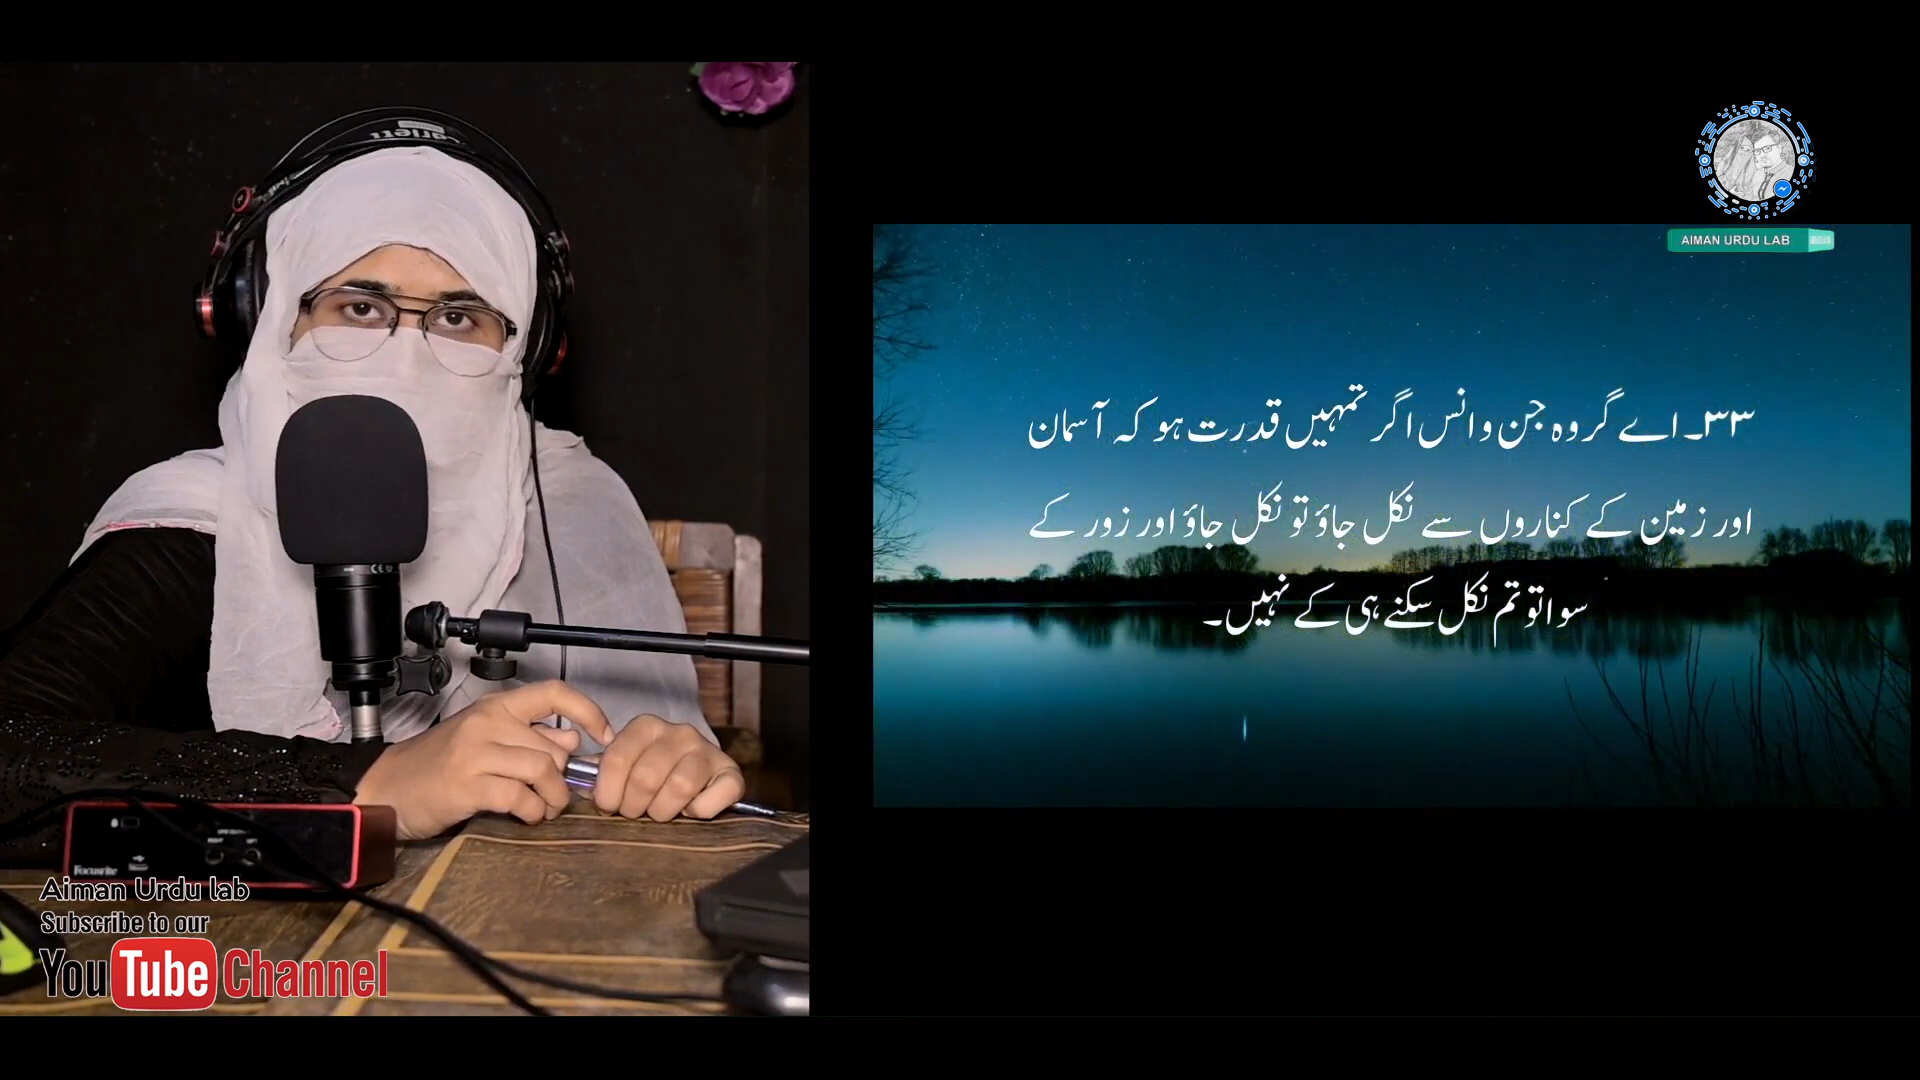 AIMAN URDU LAB
۳۳۔ اے گروہ جن و انس اگر تمہیں قدرت ہو کہ آسمان
اور زمین کے کناروں سے نکل جاؤ تو نکل جاؤ اور زور کے
سوا تو تم نکل سکنے ہی کے نہیں۔
Focusrite
Aiman Urdu lab
Subscribe to our
YouTube Channel